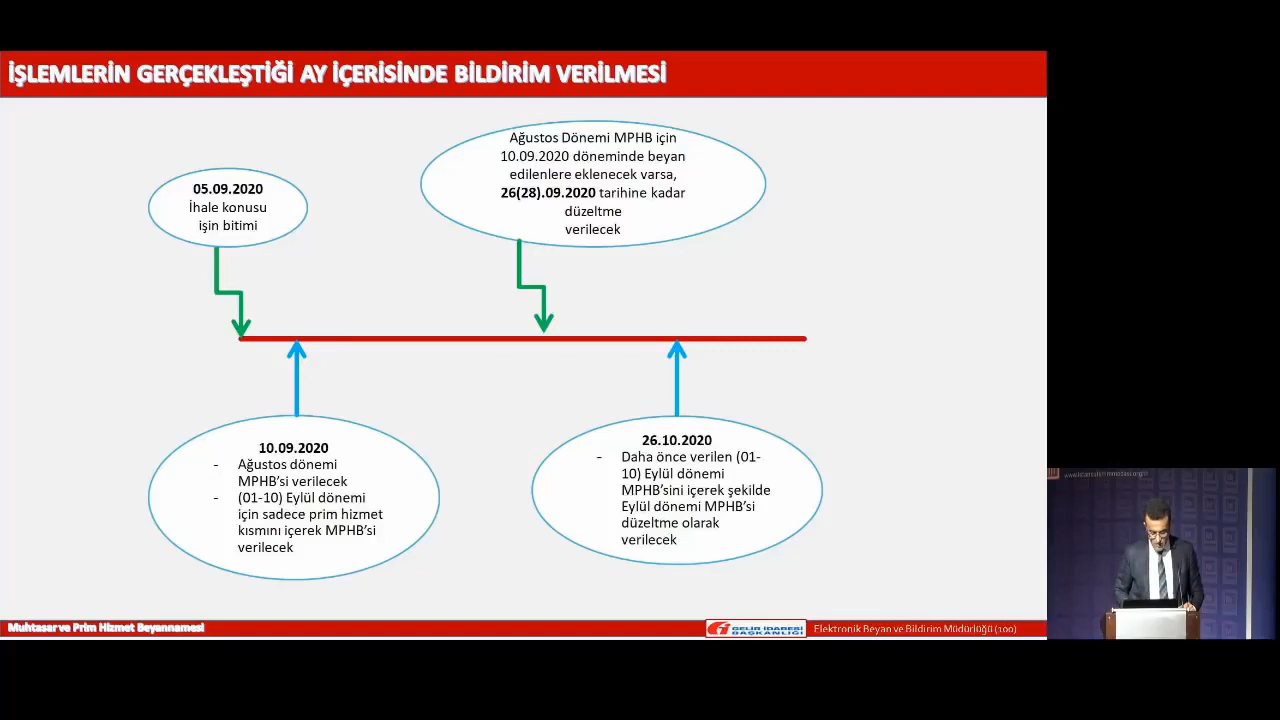 İŞLEMLERİN GERÇEKLEŞTİĞİ AY İÇERİSİNDE BİLDİRİM VERİLMESİ
05.09.2020
İhale konusu
işin bitimi
Ağustos Dönemi MPHB için
10.09.2020 döneminde beyan
edilenlere eklenecek varsa,
26(28).09.2020 tarihine kadar
düzeltme
verilecek
10.09.2020
- Ağustos dönemi
MPHB’si verilecek
- (01-10) Eylül dönemi
için sadece prim hizmet
kısmını içerek MPHB’si
verilecek
26.10.2020
- Daha önce verilen (01-
10) Eylül dönemi
MPHB’sini içerek şekilde
Eylül dönemi MPHB’si
düzeltme olarak
verilecek
Muhtasar ve Prim Hizmet Beyannamesi
GELİR İDARESİ
BAŞKANLIĞI
Elektronik Beyan ve Bildirim Müdürlüğü (100)